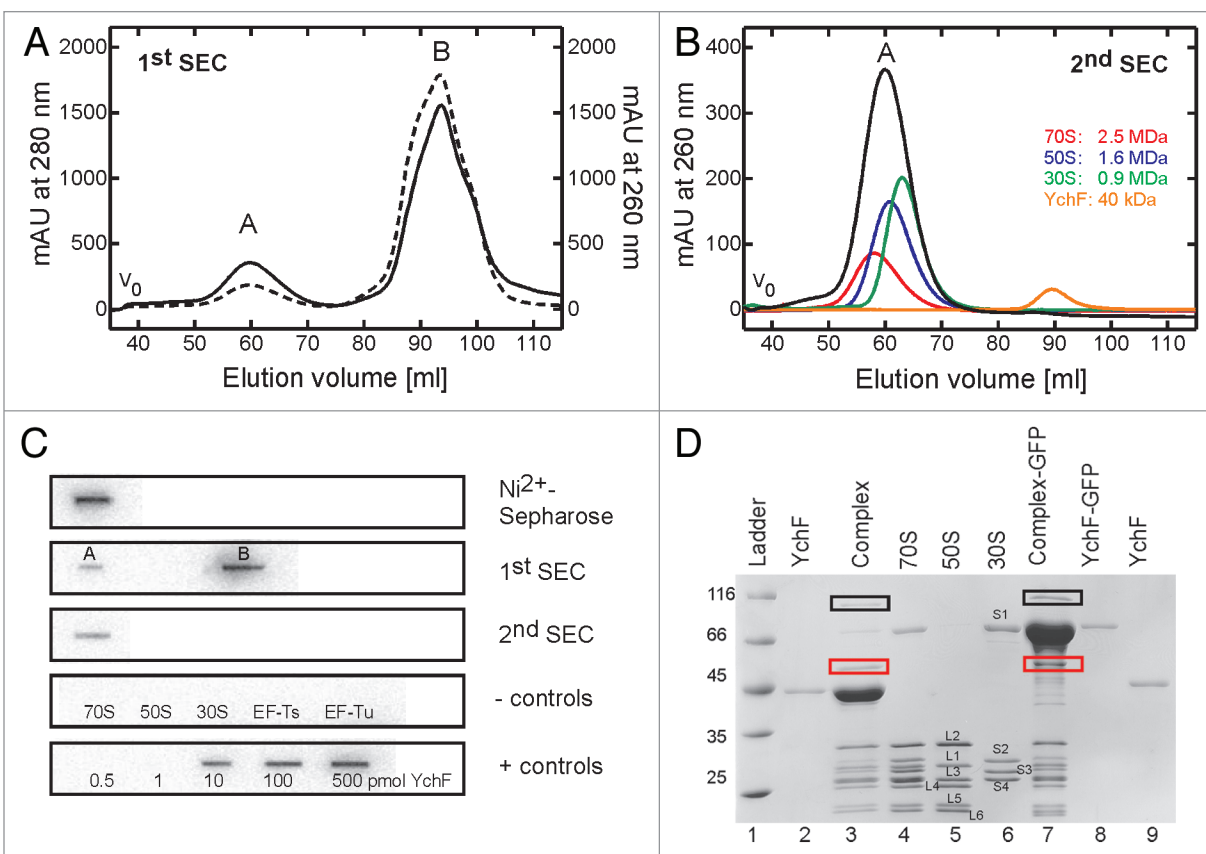 A
1st SEC
B
A
V0
2000
1500
1000
500
0
2000
1500
1000
500
0
mAU at 280 nm
mAU at 260 nm
40 50 60 70 80 90 100 110
Elution volume [ml]
B
A
2nd SEC
400
300
200
100
0
mAU at 260 nm
70S: 2.5 MDa
50S: 1.6 MDa
30S: 0.9 MDa
YchF: 40 kDa
V0
40 50 60 70 80 90 100 110
Elution volume [ml]
C
Ni2+-
Sepharose
A B
1st SEC
2nd SEC
70S 50S 30S EF-Ts EF-Tu
- controls
0.5 1 10 100 500 pmol YchF
+ controls
D
Ladder YchF Complex 70S 50S 30S Complex-GFP YchF-GFP YchF
116
66
45
35
25
S1
L2
L1
L3
L4
L5
L6
S2
S3
S4
1 2 3 4 5 6 7 8 9